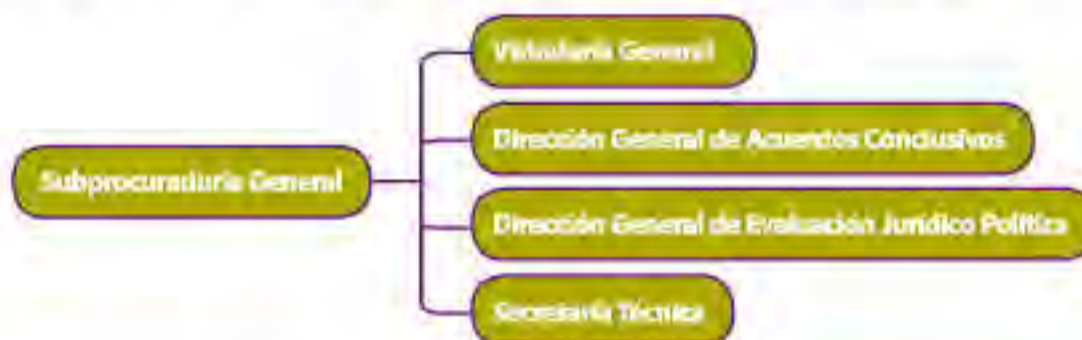 Visitaduría General
Dirección General de Acuerdos Conclusivos
Subprocuraduría General
Dirección General de Evaluación Jurídico Política
Secretaría Técnica